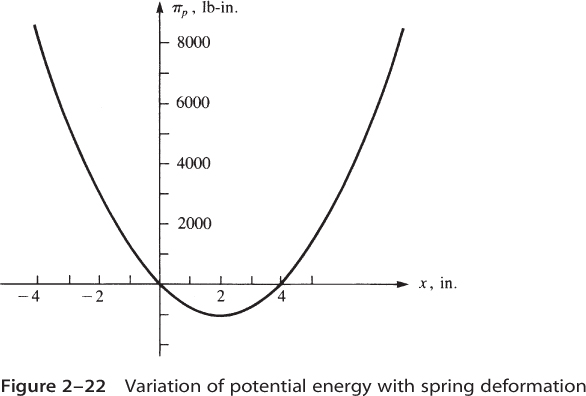 π_p , lb-in.
8000
6000
4000
2000
−4 −2 2 4 x, in.
Figure 2–22 Variation of potential energy with spring deformation